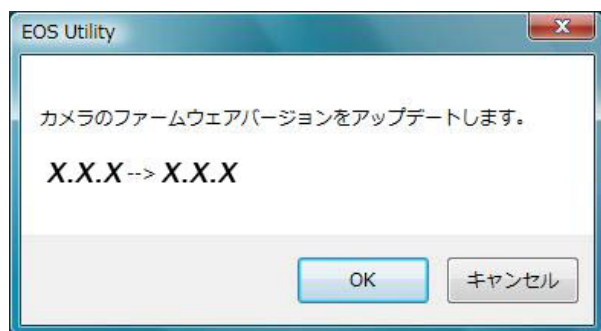 EOS Utility
カメラのファームウェアバージョンをアップデートします。
X.X.X --> X.X.X
OK
キャンセル